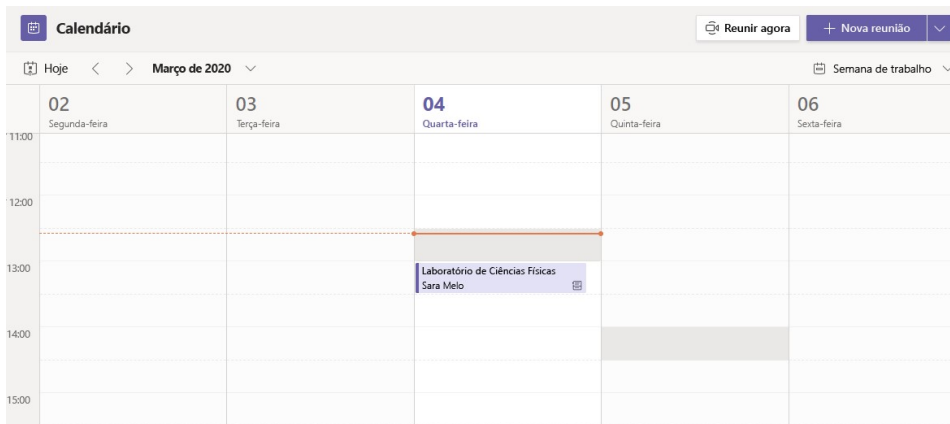 Calendário
Reunir agora
Nova reunião
Hoje
Março de 2020
Semana de trabalho
02
Segunda-feira
03
Terça-feira
04
Quarta-feira
05
Quinta-feira
06
Sexta-feira
11:00
12:00
13:00
Laboratório de Ciências Físicas
Sara Melo
14:00
15:00